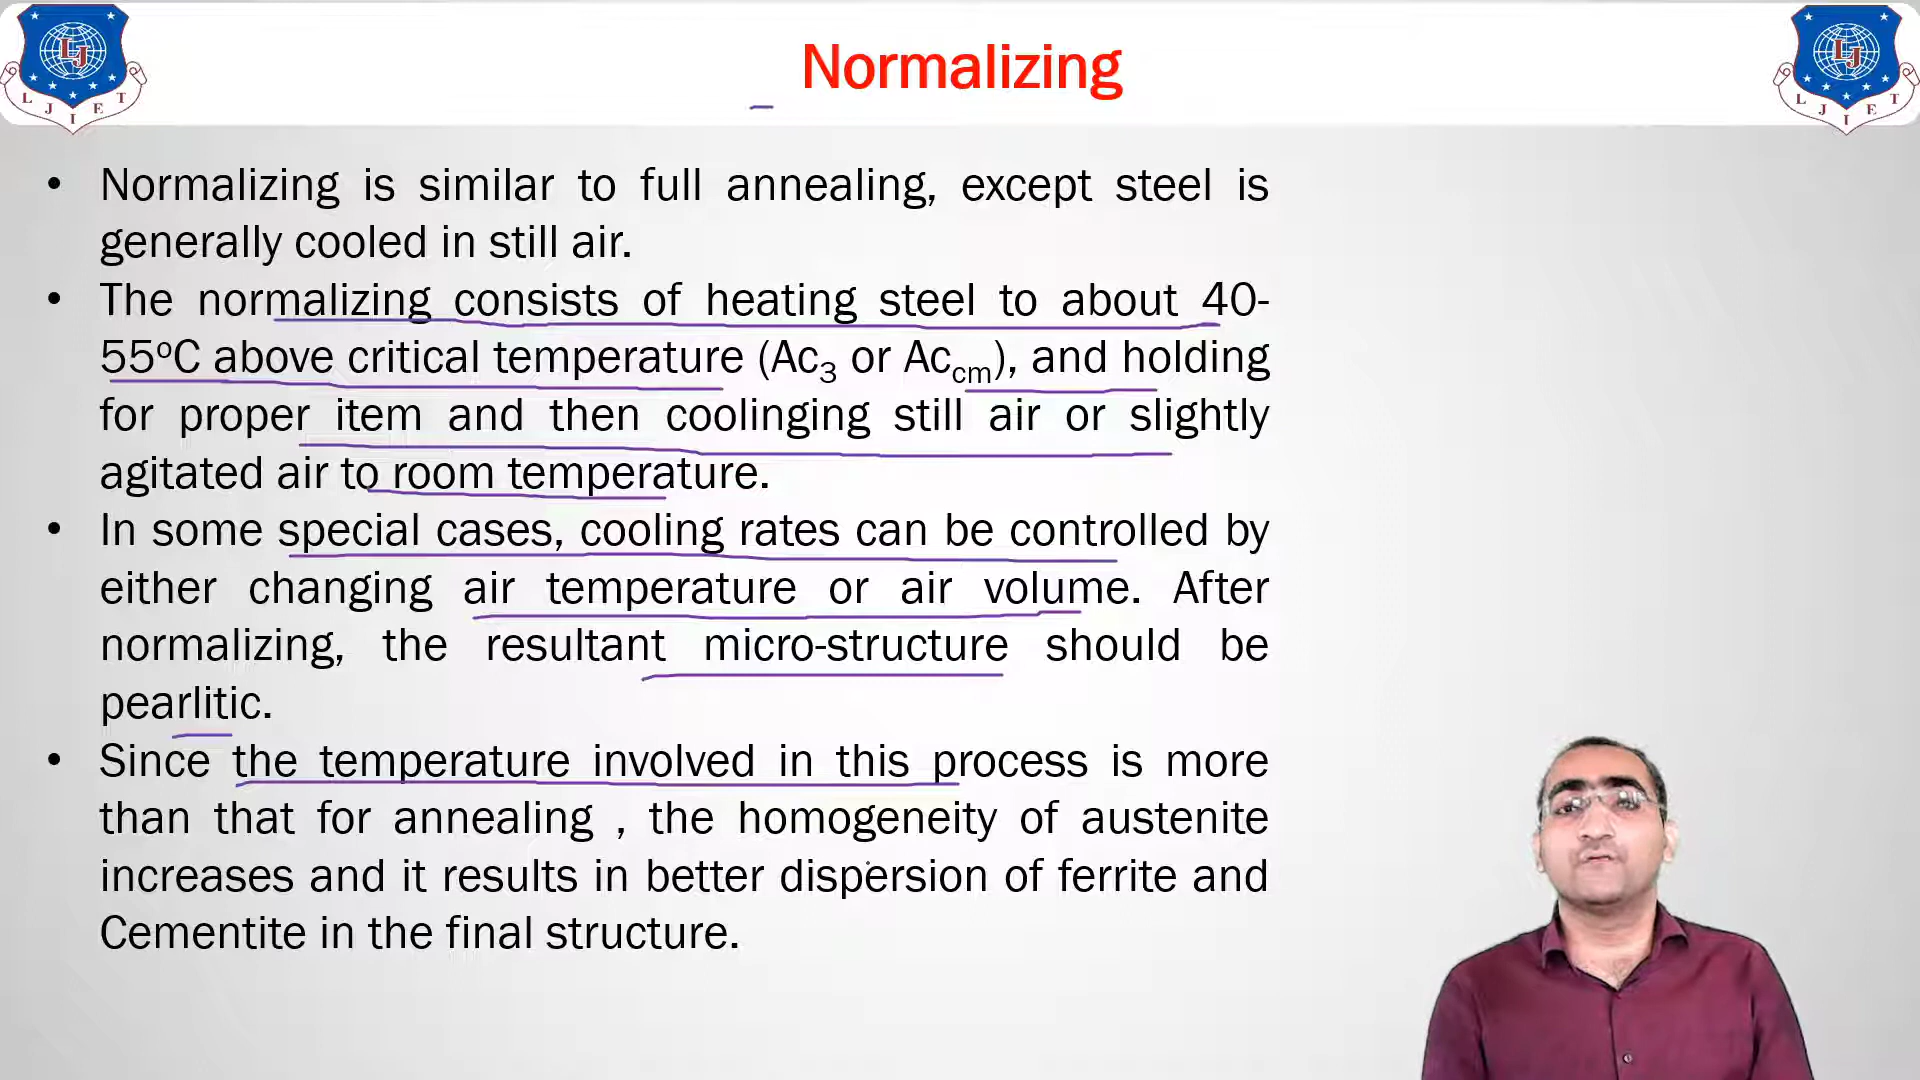 Normalizing
LJ
L J I E T
LJ
L J I E T
• Normalizing is similar to full annealing, except steel is
generally cooled in still air.
• The normalizing consists of heating steel to about 40-
55ºC above critical temperature (Ac3 or Accm), and holding
for proper item and then coolinging still air or slightly
agitated air to room temperature.
• In some special cases, cooling rates can be controlled by
either changing air temperature or air volume. After
normalizing, the resultant micro-structure should be
pearlitic.
• Since the temperature involved in this process is more
than that for annealing , the homogeneity of austenite
increases and it results in better dispersion of ferrite and
Cementite in the final structure.